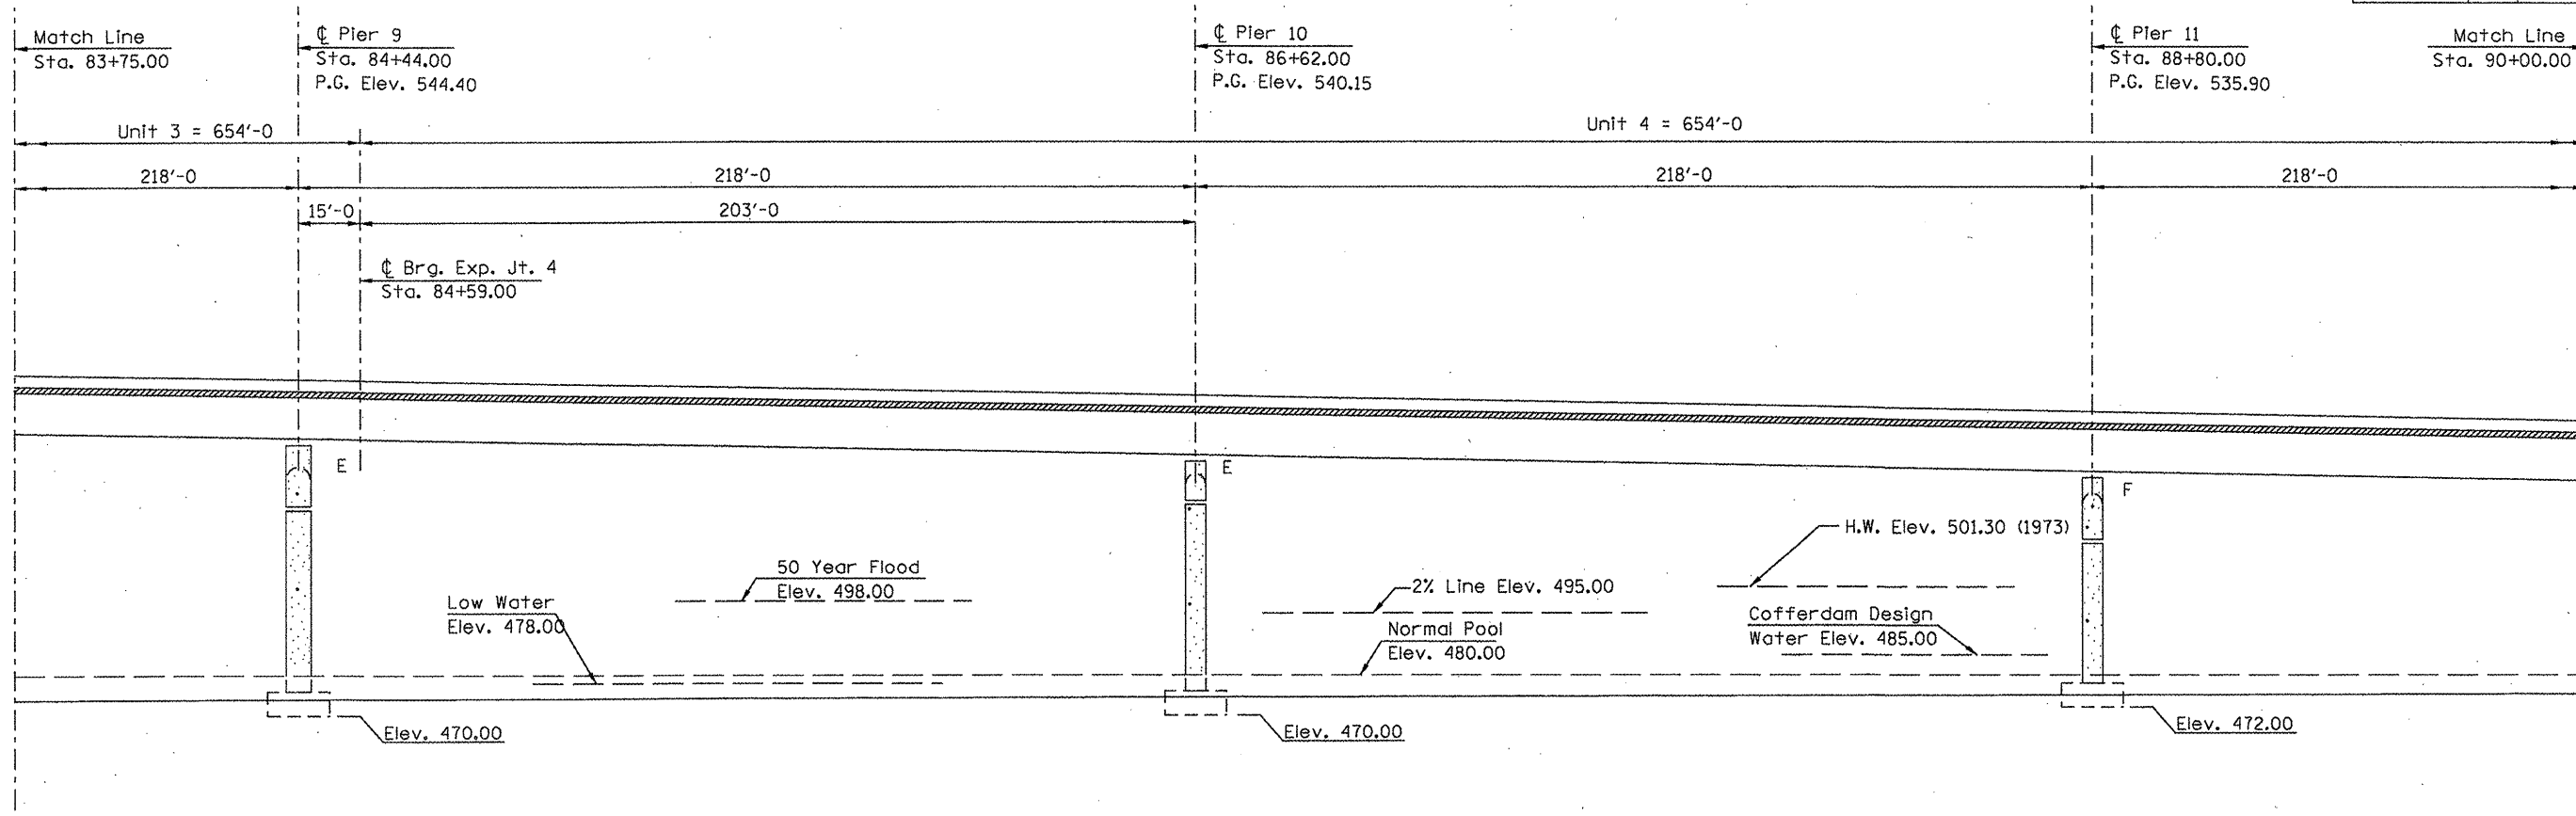 Match Line
Sta. 83+75.00
℄ Pier 9
Sta. 84+44.00
P.G. Elev. 544.40
℄ Pier 10
Sta. 86+62.00
P.G. Elev. 540.15
℄ Pier 11
Sta. 88+80.00
P.G. Elev. 535.90
Match Line
Sta. 90+00.00
Unit 3 = 654'-0
Unit 4 = 654'-0
218'-0
218'-0
218'-0
218'-0
15'-0
203'-0
℄ Brg. Exp. Jt. 4
Sta. 84+59.00
E
E
F
H.W. Elev. 501.30 (1973)
50 Year Flood
Elev. 498.00
2% Line Elev. 495.00
Low Water
Elev. 478.00
Normal Pool
Elev. 480.00
Cofferdam Design
Water Elev. 485.00
Elev. 470.00
Elev. 470.00
Elev. 472.00